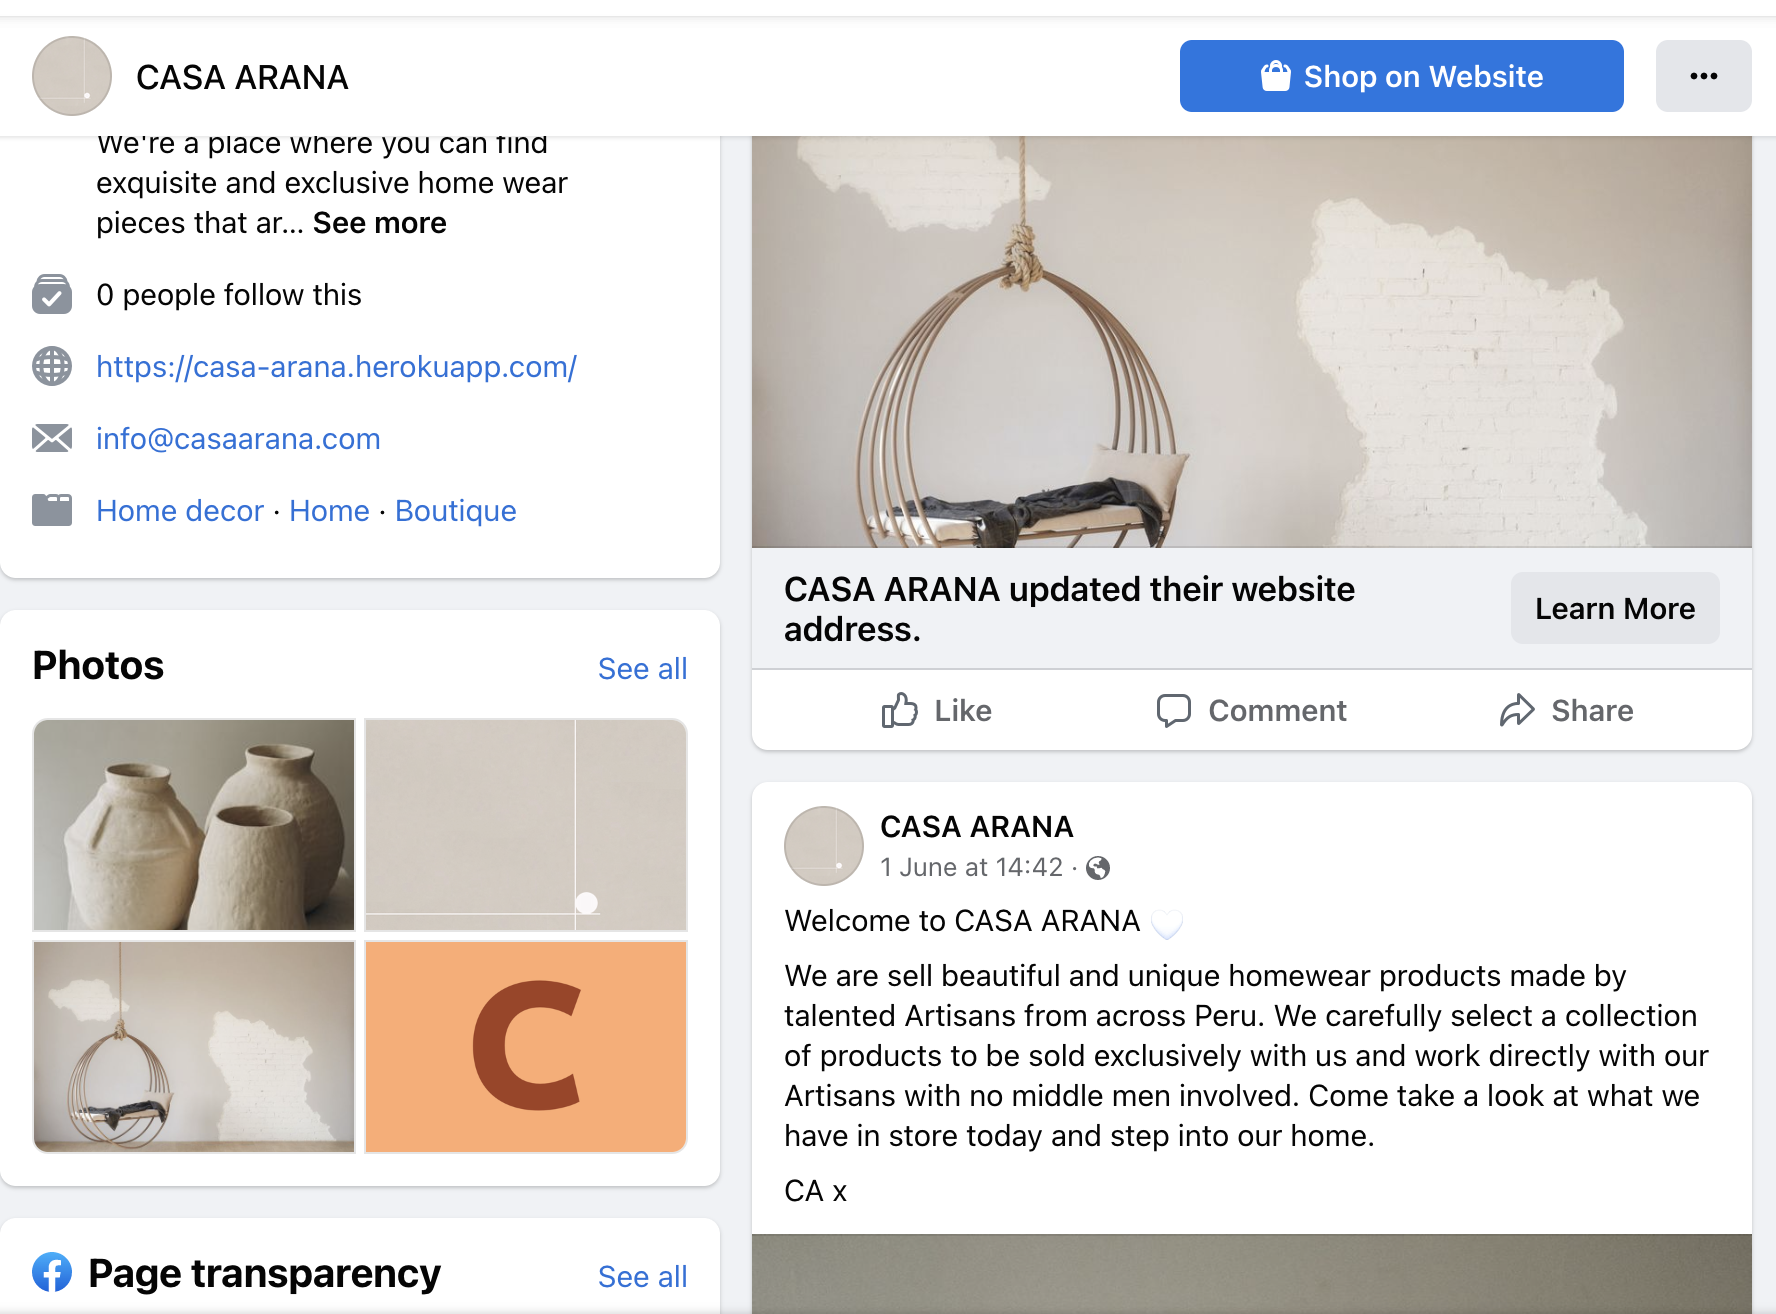 CASA ARANA
Shop on Website
We're a place where you can find
exquisite and exclusive home wear
pieces that ar... See more
0 people follow this
https://casa-arana.herokuapp.com/
info@casaarana.com
Home decor · Home · Boutique
Photos
See all
C
Page transparency
See all
CASA ARANA updated their website
address.
Learn More
Like
Comment
Share
CASA ARANA
1 June at 14:42 ·
Welcome to CASA ARANA 🤍
We are sell beautiful and unique homewear products made by
talented Artisans from across Peru. We carefully select a collection
of products to be sold exclusively with us and work directly with our
Artisans with no middle men involved. Come take a look at what we
have in store today and step into our home.
CA x